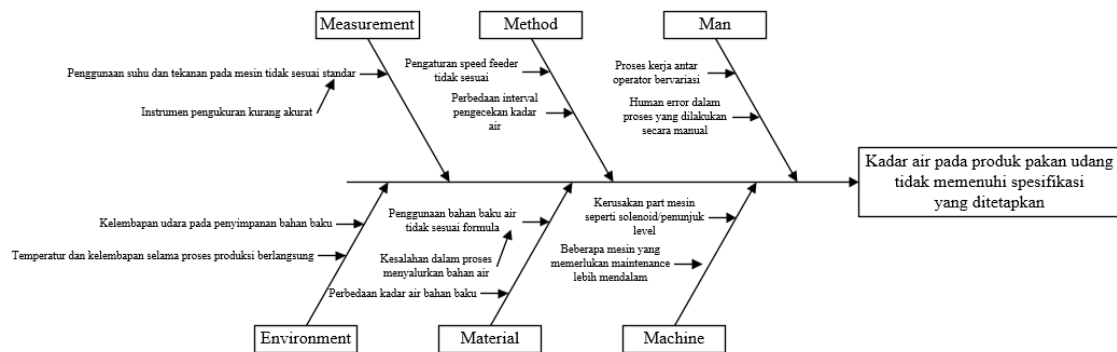 Measurement
Method
Man
Penggunaan suhu dan tekanan pada mesin tidak sesuai standar
Instrumen pengukuran kurang akurat
Pengaturan speed feeder
tidak sesuai
Perbedaan interval
pengecekan kadar
air
Proses kerja antar
operator bervariasi
Human error dalam
proses yang dilakukan
secara manual
Kadar air pada produk pakan udang
tidak memenuhi spesifikasi
yang ditetapkan
Kelembapan udara pada penyimpanan bahan baku
Temperatur dan kelembapan selama proses produksi berlangsung
Penggunaan bahan baku air
tidak sesuai formula
Kesalahan dalam proses
menyalurkan bahan air
Perbedaan kadar air bahan baku
Kerusakan part mesin
seperti solenoid/penunjuk
level
Beberapa mesin yang
memerlukan maintenance
lebih mendalam
Environment
Material
Machine